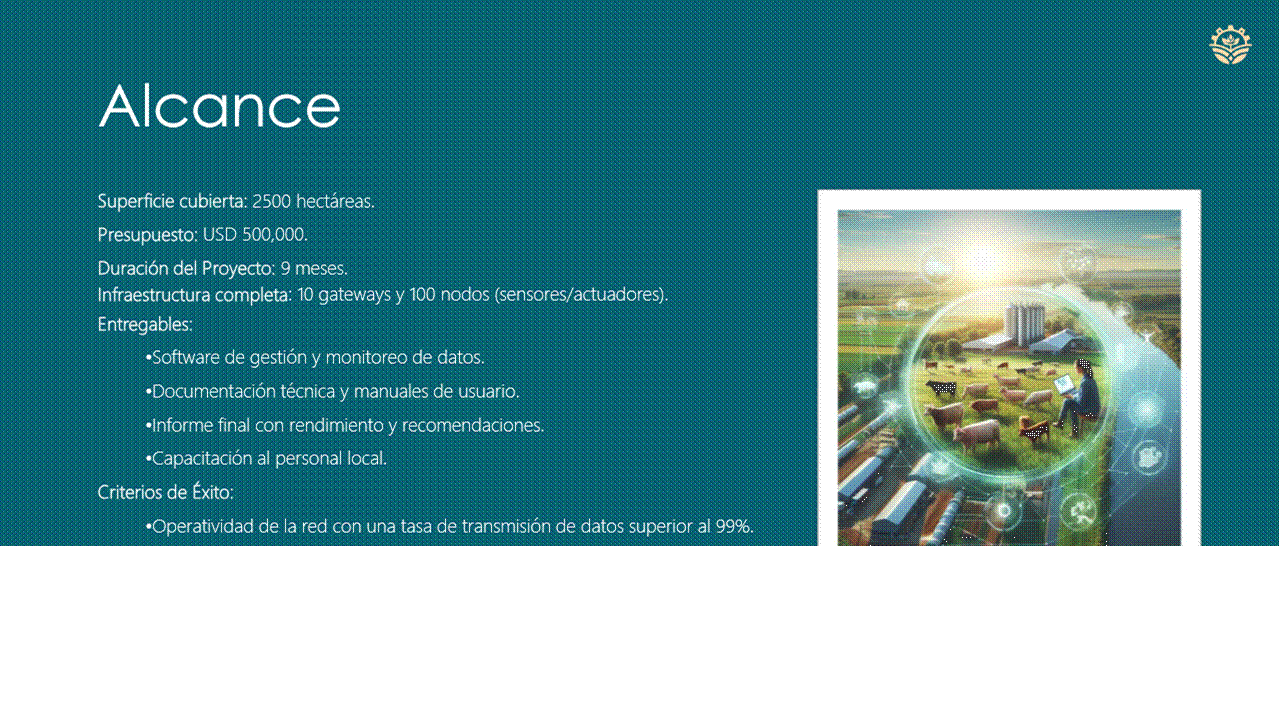 Alcance
Superficie cubierta: 2500 hectáreas.
Presupuesto: USD 500,000.
Duración del Proyecto: 9 meses.
Infraestructura completa: 10 gateways y 100 nodos (sensores/actuadores).
Entregables:
•Software de gestión y monitoreo de datos.
•Documentación técnica y manuales de usuario.
•Informe final con rendimiento y recomendaciones.
•Capacitación al personal local.
Criterios de Éxito:
•Operatividad de la red con una tasa de transmisión de datos superior al 99%.